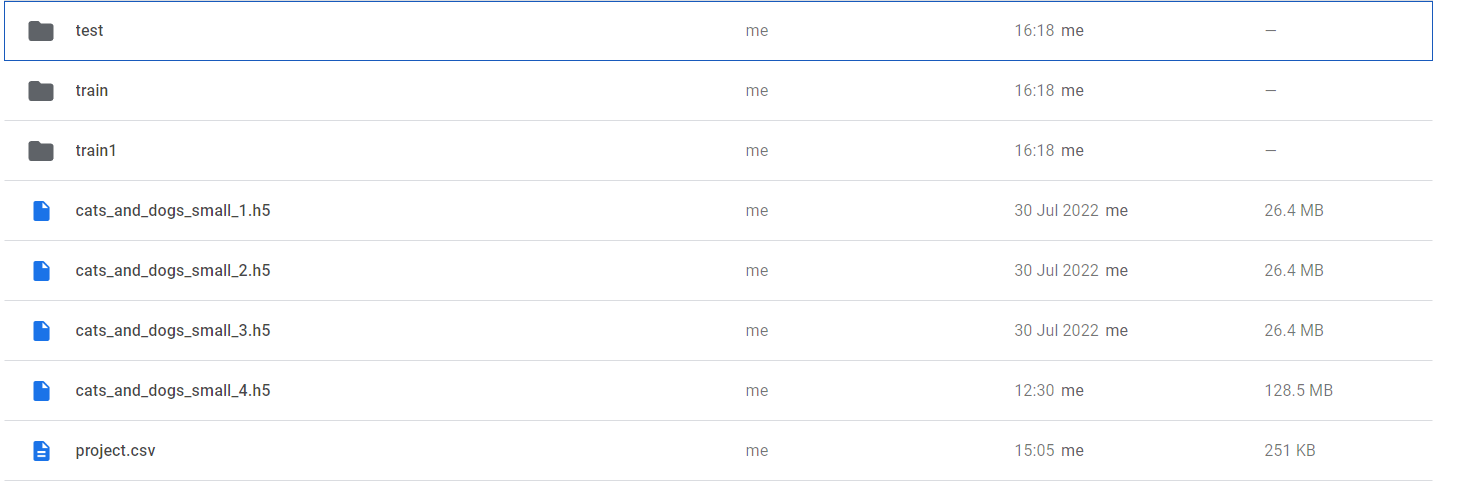 test me 16:18 me —
train me 16:18 me —
train1 me 16:18 me —
cats_and_dogs_small_1.h5 me 30 Jul 2022 me 26.4 MB
cats_and_dogs_small_2.h5 me 30 Jul 2022 me 26.4 MB
cats_and_dogs_small_3.h5 me 30 Jul 2022 me 26.4 MB
cats_and_dogs_small_4.h5 me 12:30 me 128.5 MB
project.csv me 15:05 me 251 KB